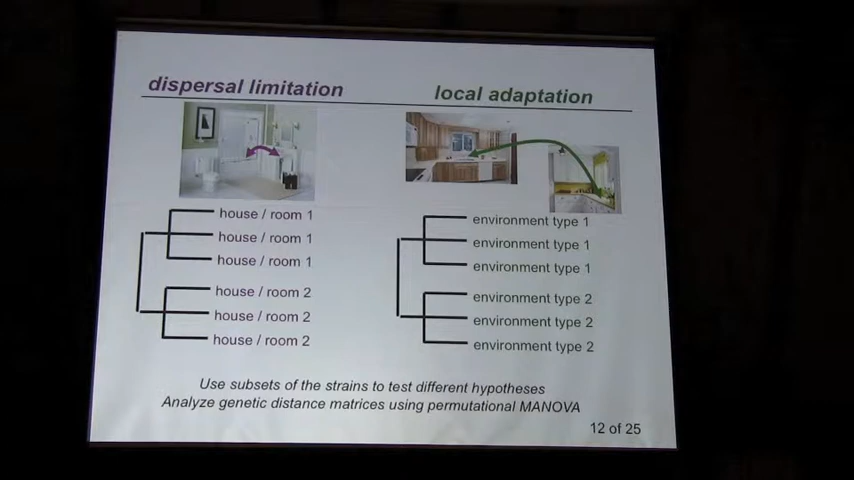 dispersal limitation
local adaptation
house / room 1
house / room 1
house / room 1
house / room 2
house / room 2
house / room 2
environment type 1
environment type 1
environment type 1
environment type 2
environment type 2
environment type 2
Use subsets of the strains to test different hypotheses
Analyze genetic distance matrices using permutational MANOVA
12 of 25